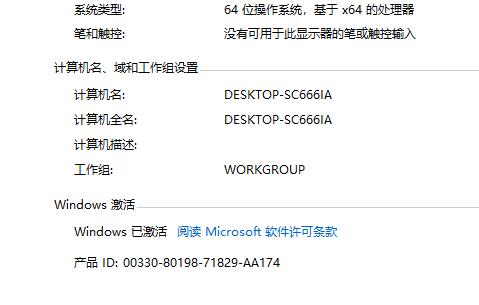 系统类型: 64 位操作系统，基于 x64 的处理器
笔和触控: 没有可用于此显示器的笔或触控输入
计算机名、域和工作组设置
计算机名: DESKTOP-SC666IA
计算机全名: DESKTOP-SC666IA
计算机描述:
工作组: WORKGROUP
Windows 激活
Windows 已激活 阅读 Microsoft 软件许可条款
产品 ID: 00330-80198-71829-AA174